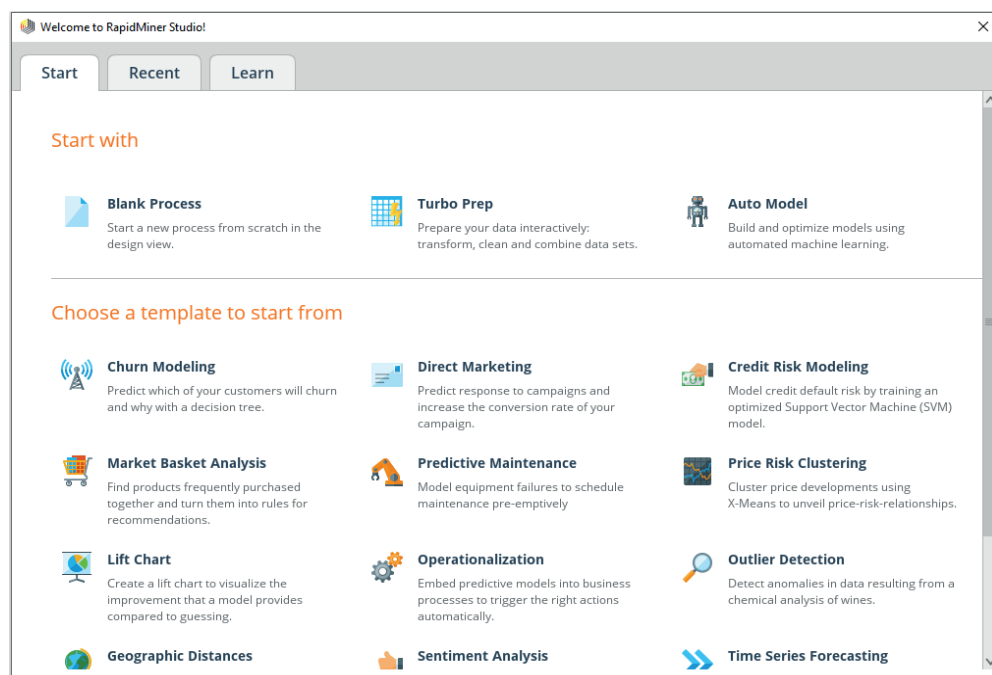 Welcome to RapidMiner Studio!
Start
Recent
Learn
Start with
Blank Process
Start a new process from scratch in the
design view.
Turbo Prep
Prepare your data interactively:
transform, clean and combine data sets.
Auto Model
Build and optimize models using
automated machine learning.
Choose a template to start from
Churn Modeling
Predict which of your customers will churn
and why with a decision tree.
Direct Marketing
Predict response to campaigns and
increase the conversion rate of your
campaign.
Credit Risk Modeling
Model credit default risk by training an
optimized Support Vector Machine (SVM)
model.
Market Basket Analysis
Find products frequently purchased
together and turn them into rules for
recommendations.
Predictive Maintenance
Model equipment failures to schedule
maintenance pre-emptively
Price Risk Clustering
Cluster price developments using
X-Means to unveil price-risk-relationships.
Lift Chart
Create a lift chart to visualize the
improvement that a model provides
compared to guessing.
Operationalization
Embed predictive models into business
processes to trigger the right actions
automatically.
Outlier Detection
Detect anomalies in data resulting from a
chemical analysis of wines.
Geographic Distances
Sentiment Analysis
Time Series Forecasting